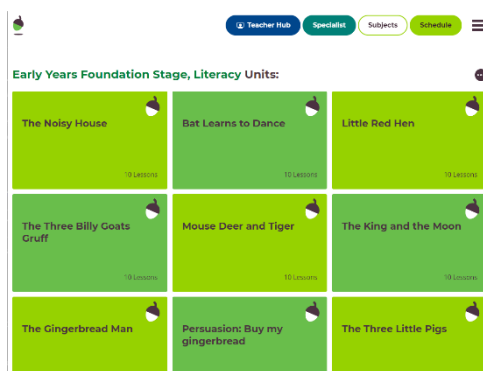 Teacher Hub Specialist Subjects Schedule
Early Years Foundation Stage, Literacy Units:
The Noisy House Bat Learns to Dance Little Red Hen
10 Lessons 10 Lessons 10 Lessons
The Three Billy Goats Mouse Deer and Tiger The King and the Moon
Gruff
10 Lessons 10 Lessons 10 Lessons
The Gingerbread Man Persuasion: Buy my The Three Little Pigs
gingerbread